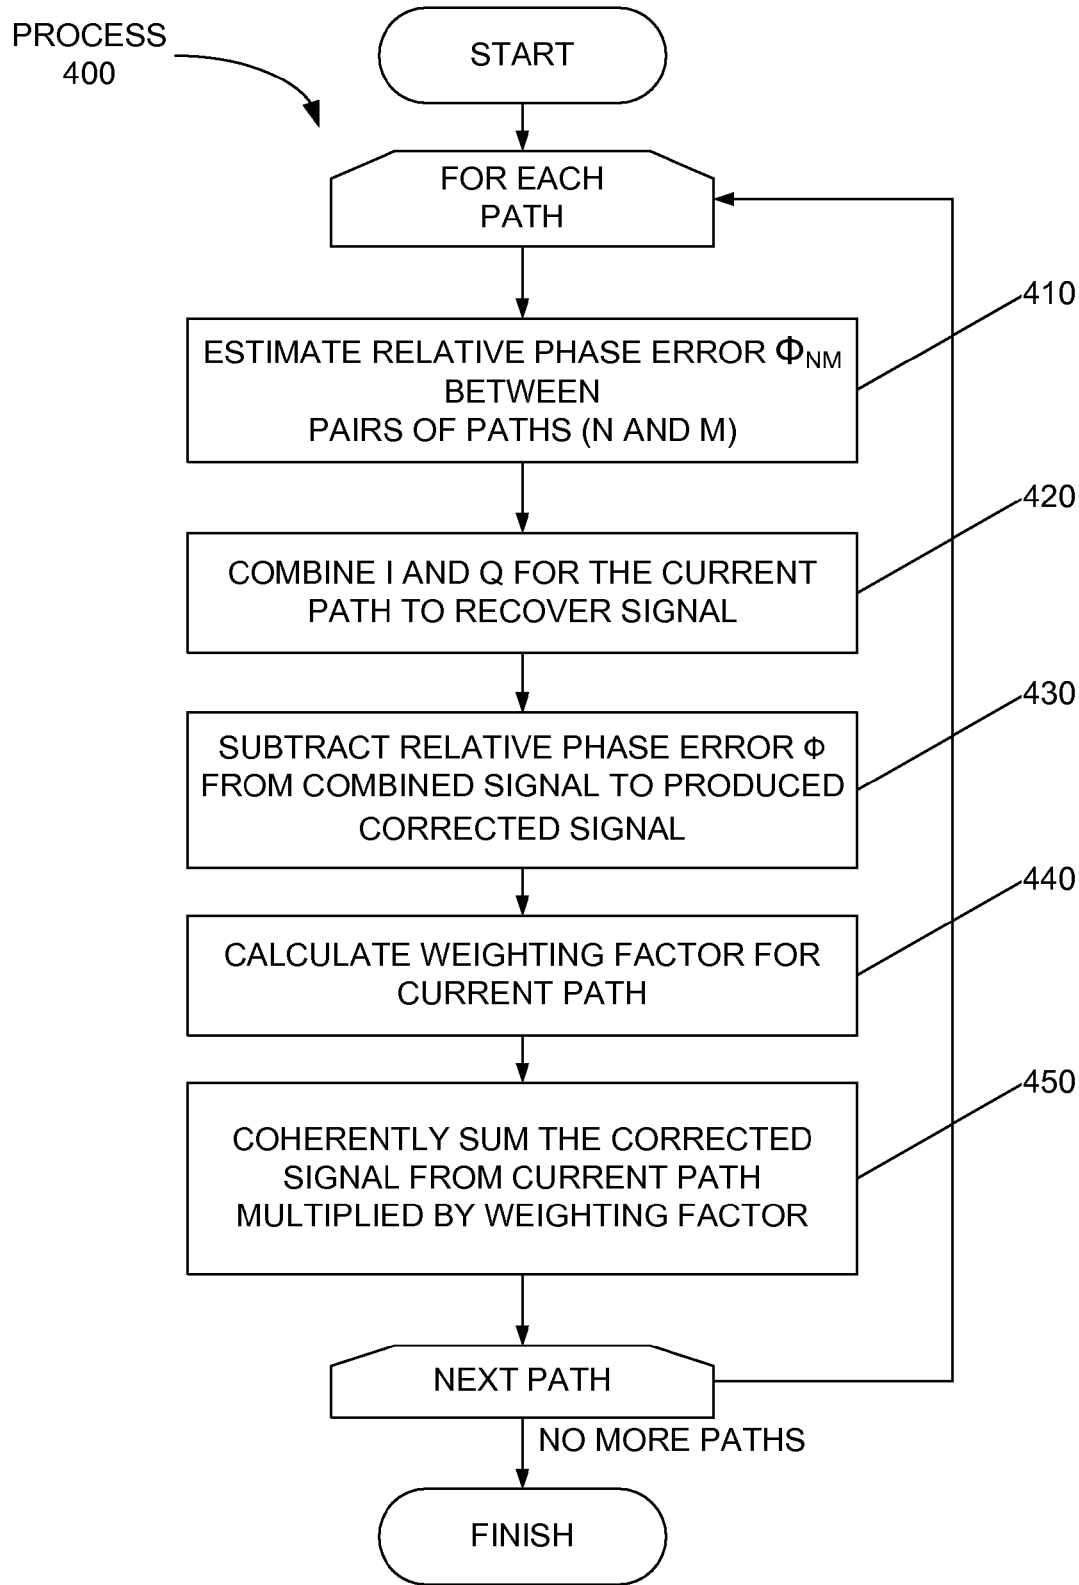 PROCESS
400
START
FOR EACH
PATH
410
ESTIMATE RELATIVE PHASE ERROR ΦNM
BETWEEN
PAIRS OF PATHS (N AND M)
420
COMBINE I AND Q FOR THE CURRENT
PATH TO RECOVER SIGNAL
430
SUBTRACT RELATIVE PHASE ERROR Φ
FROM COMBINED SIGNAL TO PRODUCED
CORRECTED SIGNAL
440
CALCULATE WEIGHTING FACTOR FOR
CURRENT PATH
450
COHERENTLY SUM THE CORRECTED
SIGNAL FROM CURRENT PATH
MULTIPLIED BY WEIGHTING FACTOR
NEXT PATH
NO MORE PATHS
FINISH